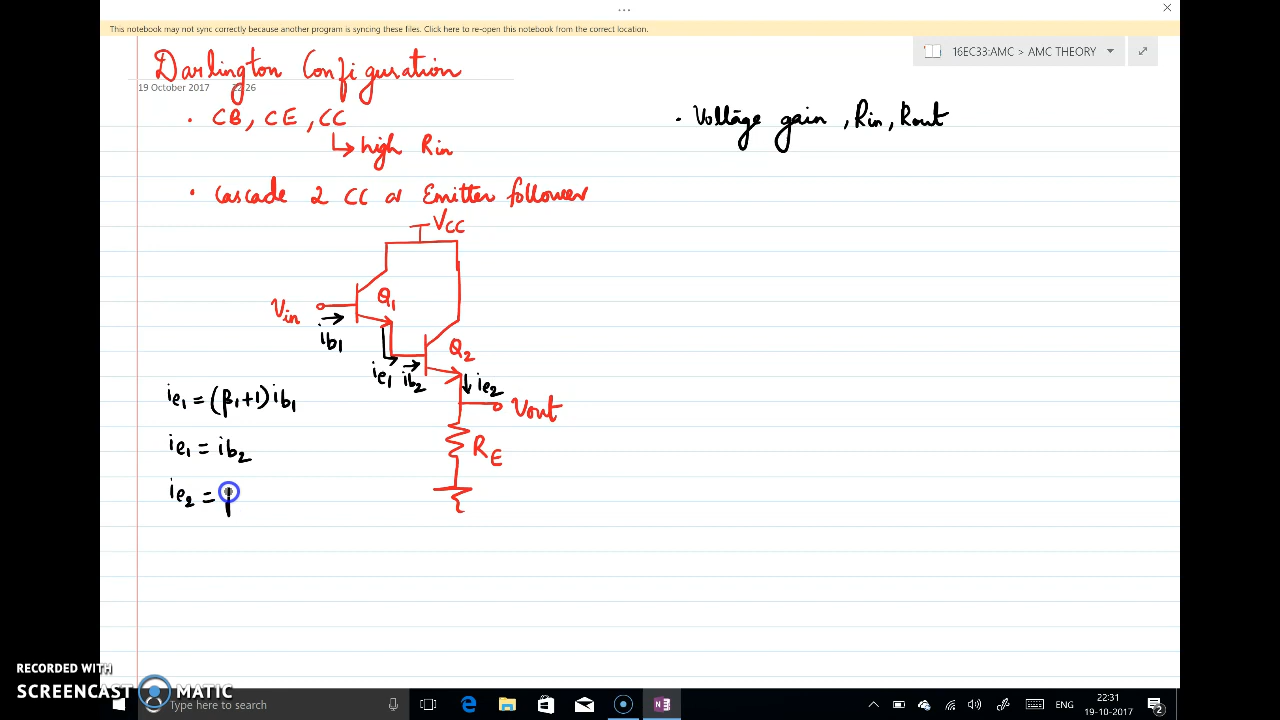 This notebook may not sync correctly because another program is syncing these files. Click here to re-open this notebook from the correct location.
16EC33:AMC > AMC THEORY
Darlington Configuration
19 October 2017 22:26
. CB, CE, CC
↳ high Rin
. Cascade 2 CC or Emitter follower
VCC
Q1
Vin
ib1
Q2
ie1 ib2
ie2
Vout
RE
ie1 = (β1+1) ib1
ie1 = ib2
ie2 =
. Voltage gain, Rin, Rout
RECORDED WITH
SCREENCAST MATIC
Type here to search
ENG
22:31
19-10-2017
2